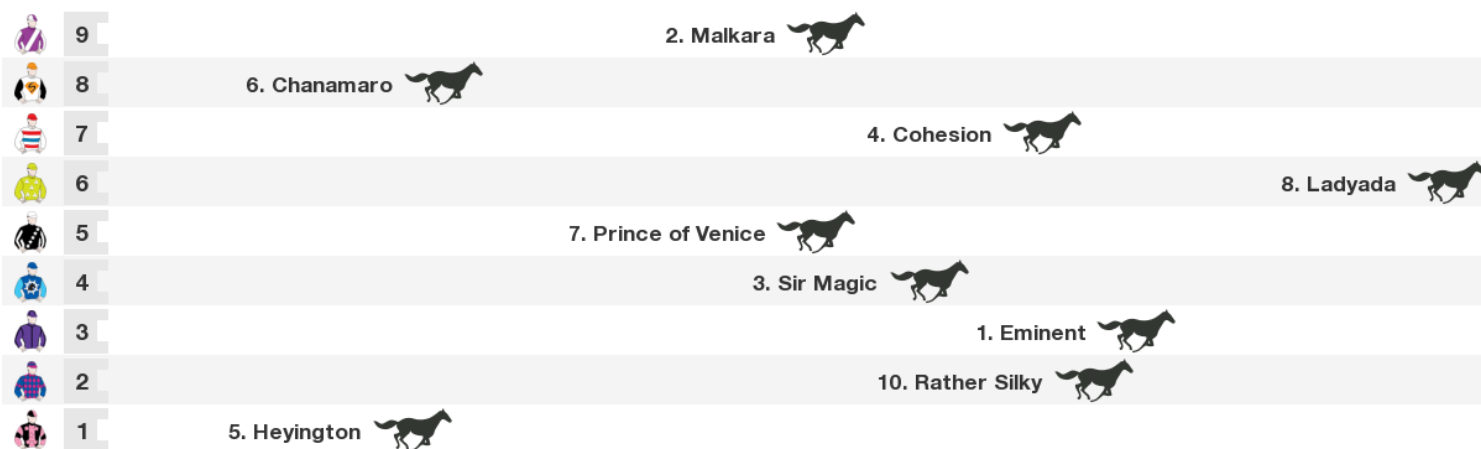 9 2. Malkara
8 6. Chanamaro
7 4. Cohesion
6 8. Ladyada
5 7. Prince of Venice
4 3. Sir Magic
3 1. Eminent
2 10. Rather Silky
1 5. Heyington